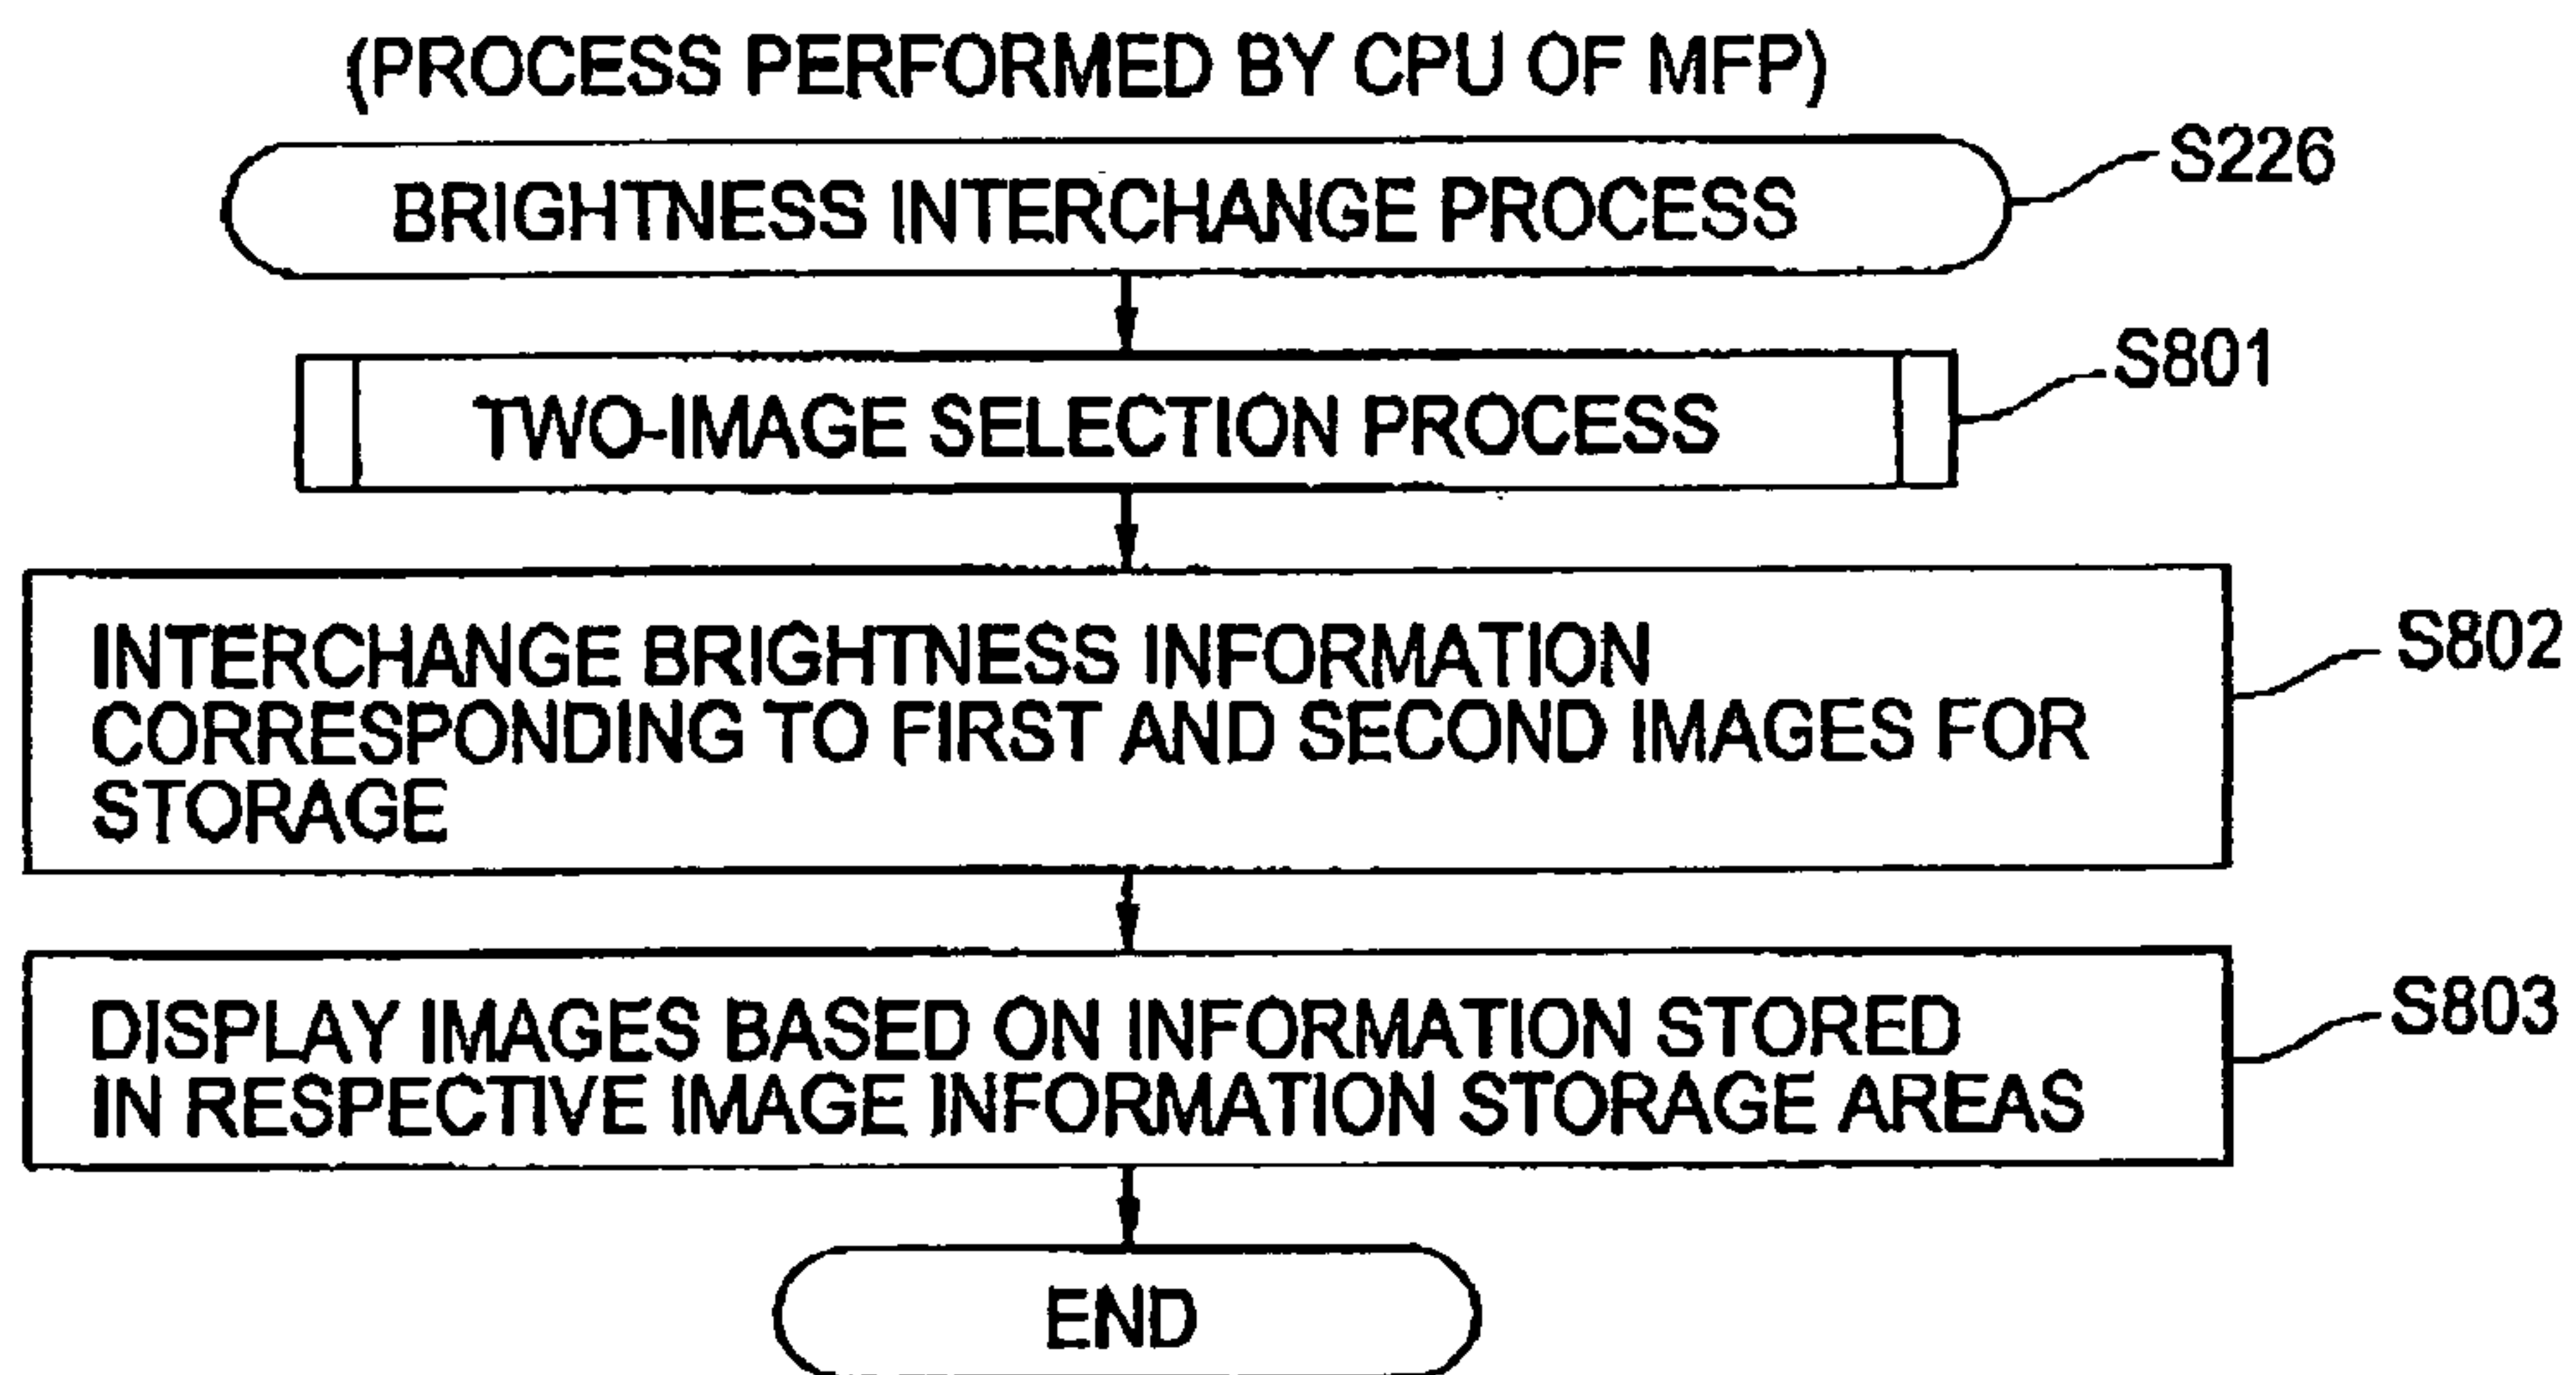 (PROCESS PERFORMED BY CPU OF MFP)
BRIGHTNESS INTERCHANGE PROCESS
S226
TWO-IMAGE SELECTION PROCESS
S801
INTERCHANGE BRIGHTNESS INFORMATION
CORRESPONDING TO FIRST AND SECOND IMAGES FOR
STORAGE
S802
DISPLAY IMAGES BASED ON INFORMATION STORED
IN RESPECTIVE IMAGE INFORMATION STORAGE AREAS
S803
END